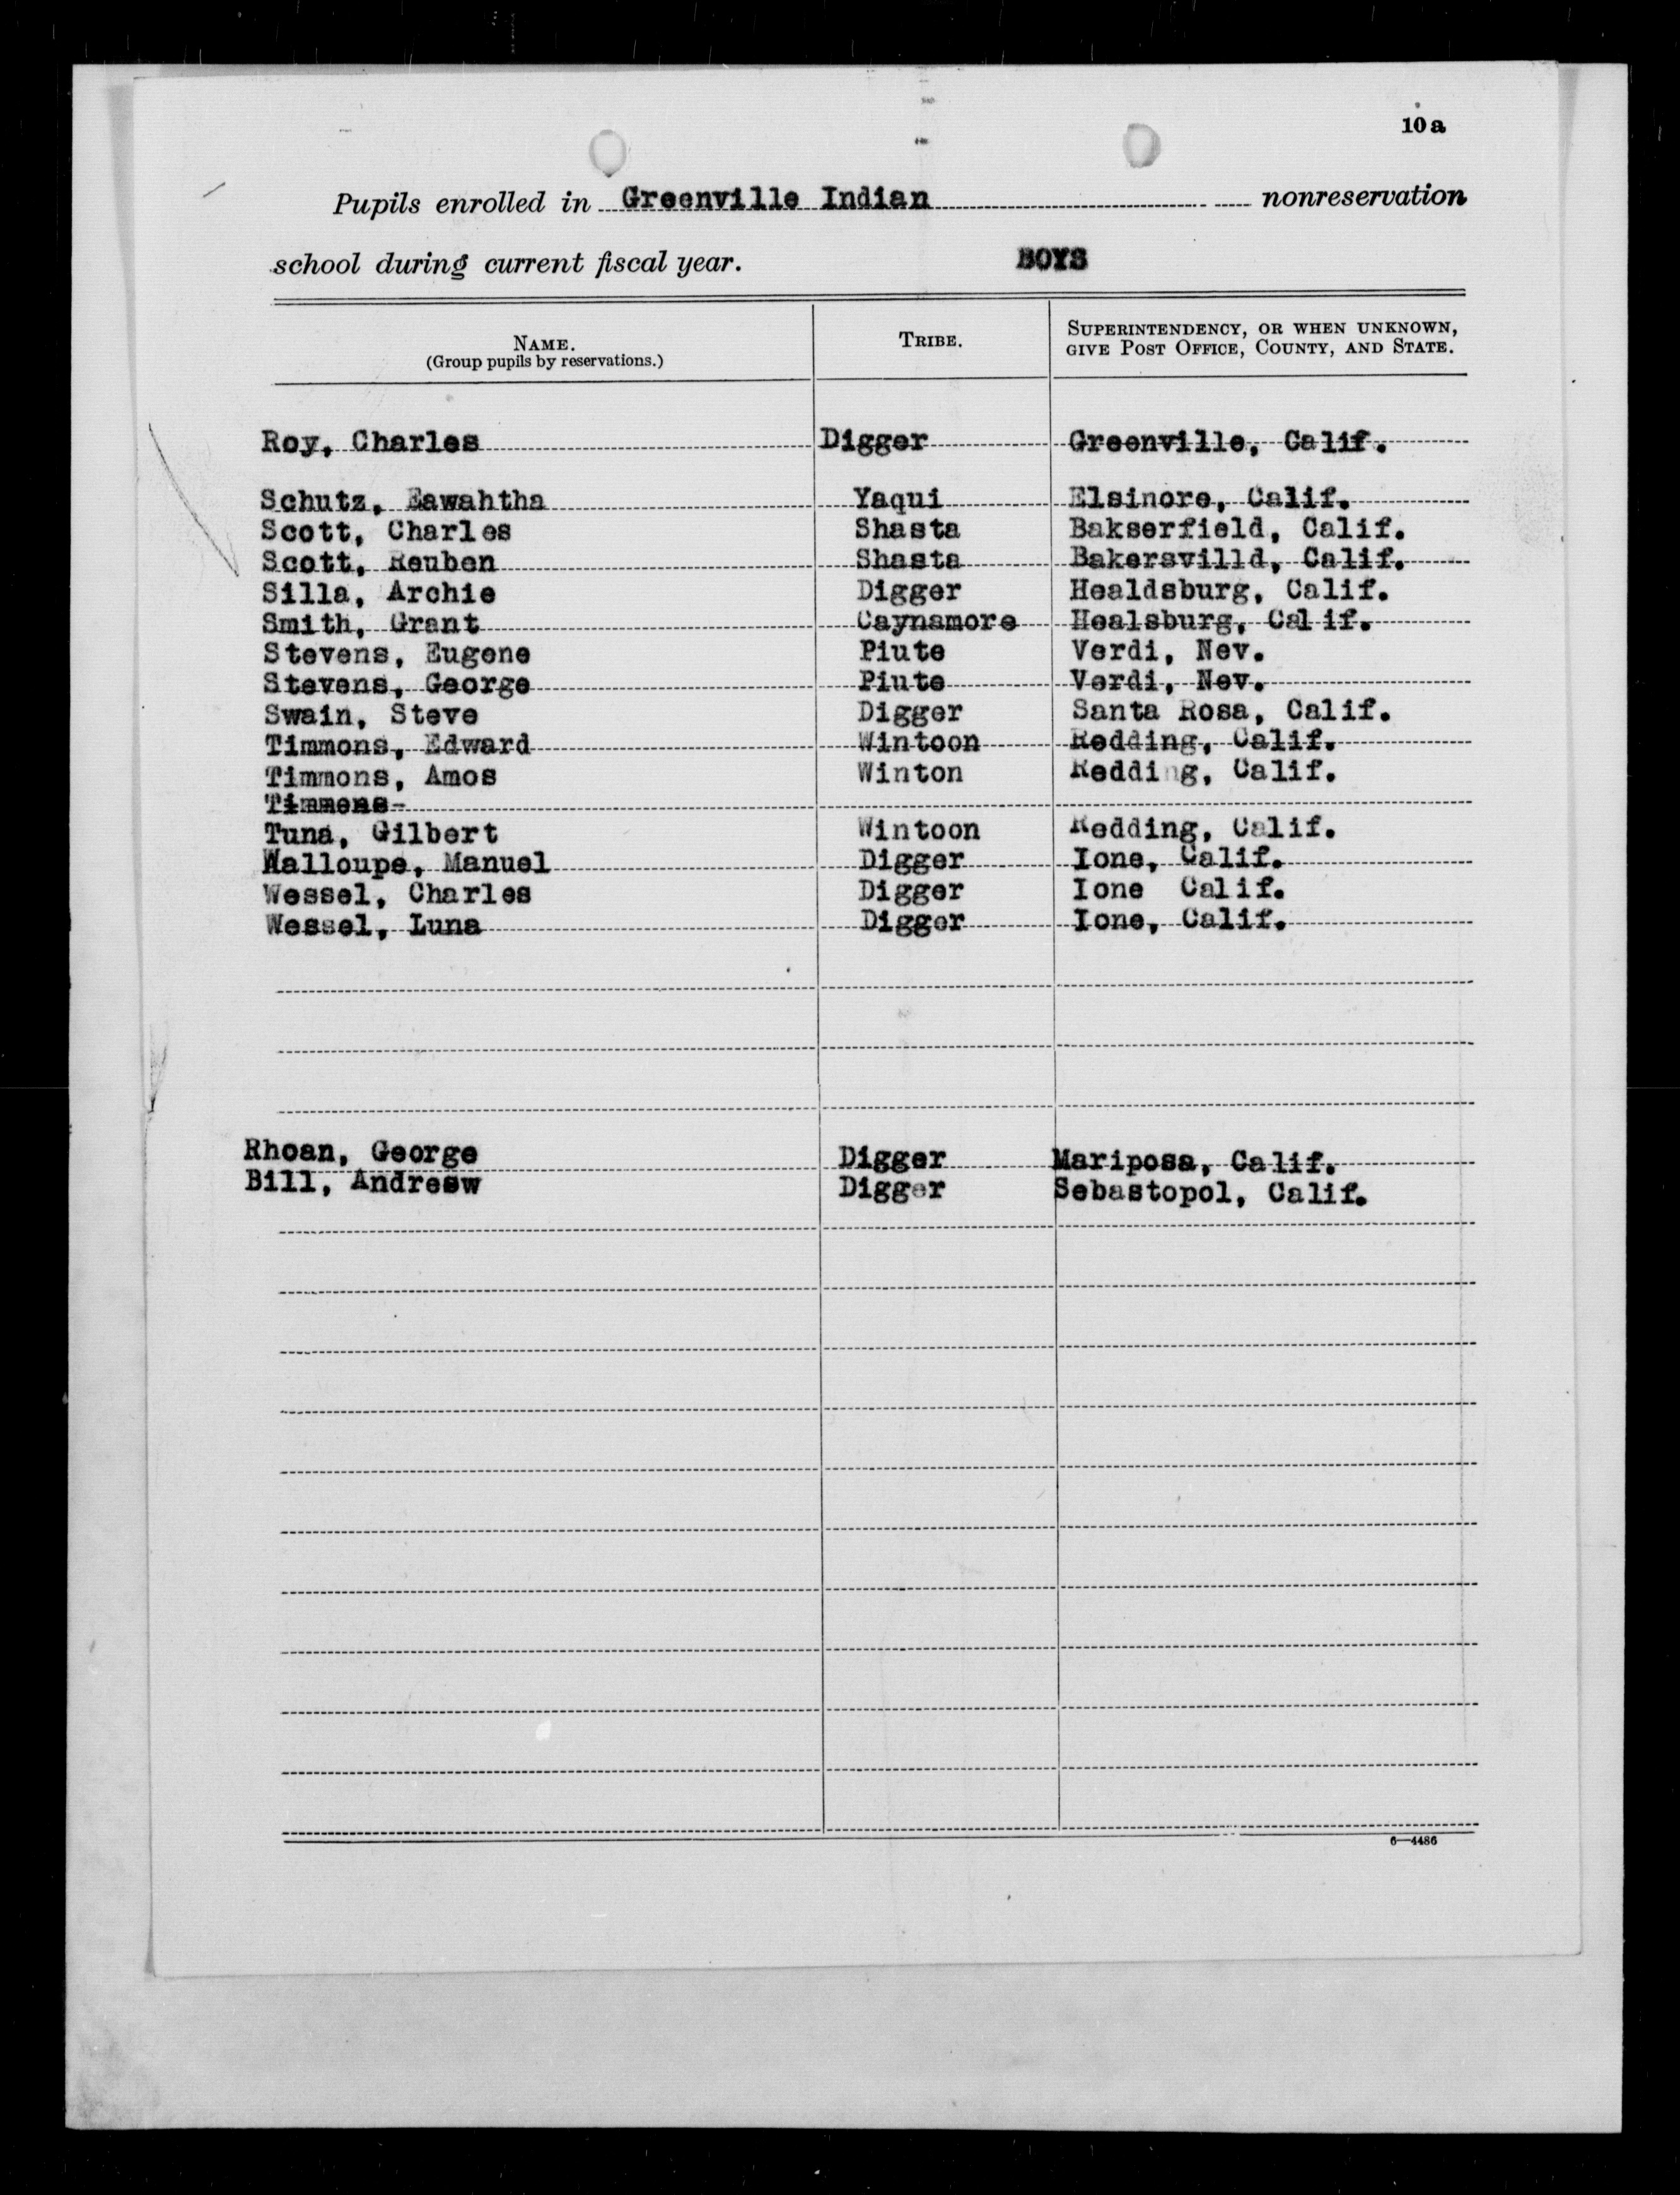 10 a
Pupils enrolled in Greenville Indian nonreservation
school during current fiscal year. BOYS
NAME. TRIBE. SUPERINTENDENCY, OR WHEN UNKNOWN,
(Group pupils by reservations.) GIVE POST OFFICE, COUNTY, AND STATE.
Roy, Charles Digger Greenville, Calif.
Schutz, Eawahtha Yaqui Elsinore, Calif.
Scott, Charles Shasta Bakserfield, Calif.
Scott, Reuben Shasta Bakersvilld, Calif.
Silla, Archie Digger Healdsburg, Calif.
Smith, Grant Caynamore Healsburg, Calif.
Stevens, Eugene Piute Verdi, Nev.
Stevens, George Piute Verdi, Nev.
Swain, Steve Digger Santa Rosa, Calif.
Timmons, Edward Wintoon Redding, Calif.
Timmons, Amos Winton Redding, Calif.
Timmons-
Tuna, Gilbert Wintoon Redding, Calif.
Walloupe, Manuel Digger Ione, Calif.
Wessel, Charles Digger Ione Calif.
Wessel, Luna Digger Ione, Calif.
Rhoan, George Digger Mariposa, Calif.
Bill, Andresw Digger Sebastopol, Calif.
6—4486